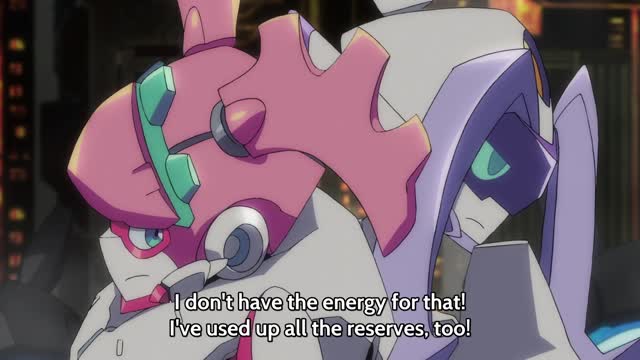 I don't have the energy for that!
I've used up all the reserves, too!